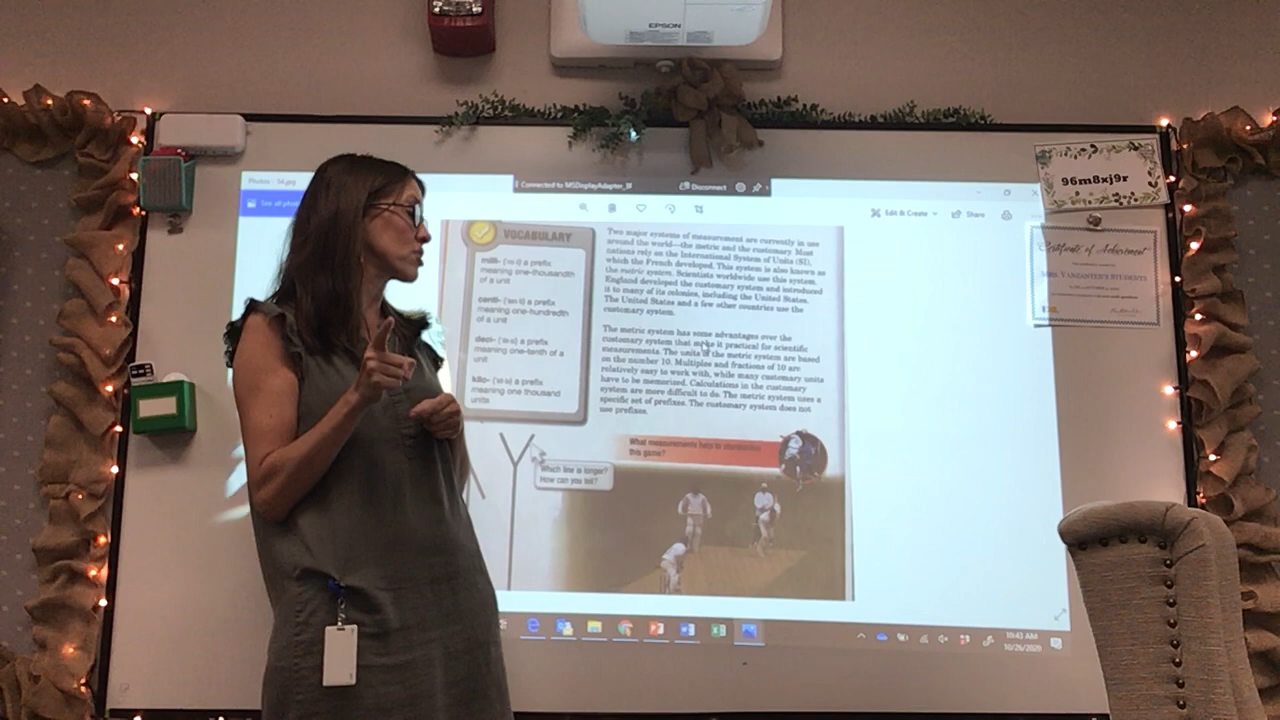 EPSON
96m8xj9r
Certificate of Achievement
MRS. VANZANTEN'S STUDENTS
Photos - 94.jpg
See all photos
Connected to MSDisplayAdapter_
Disconnect
Edit & Create
Share
VOCABULARY
milli- a prefix
meaning one-thousandth
of a unit
centi- a prefix
meaning one-hundredth
of a unit
deci- a prefix
meaning one-tenth of a
unit
kilo- a prefix
meaning one thousand
units
Two major systems of measurement are currently in use
around the world—the metric and the customary. Most
nations rely on the International System of Units (SI),
which the French developed. This system is also known as
the metric system. Scientists worldwide use this system.
England developed the customary system and introduced
it to many of its colonies, including the United States.
The United States and a few other countries use the
customary system.
The metric system has some advantages over the
customary system that make it practical for scientific
measurements. The units of the metric system are based
on the number 10. Multiples and fractions of 10 are
relatively easy to work with, while many customary units
have to be memorized. Calculations in the customary
system are more difficult to do. The metric system uses a
specific set of prefixes. The customary system does not
use prefixes.
What measurements help to standardize
this game?
Which line is longer?
How can you tell?
10:43 AM
10/26/2020